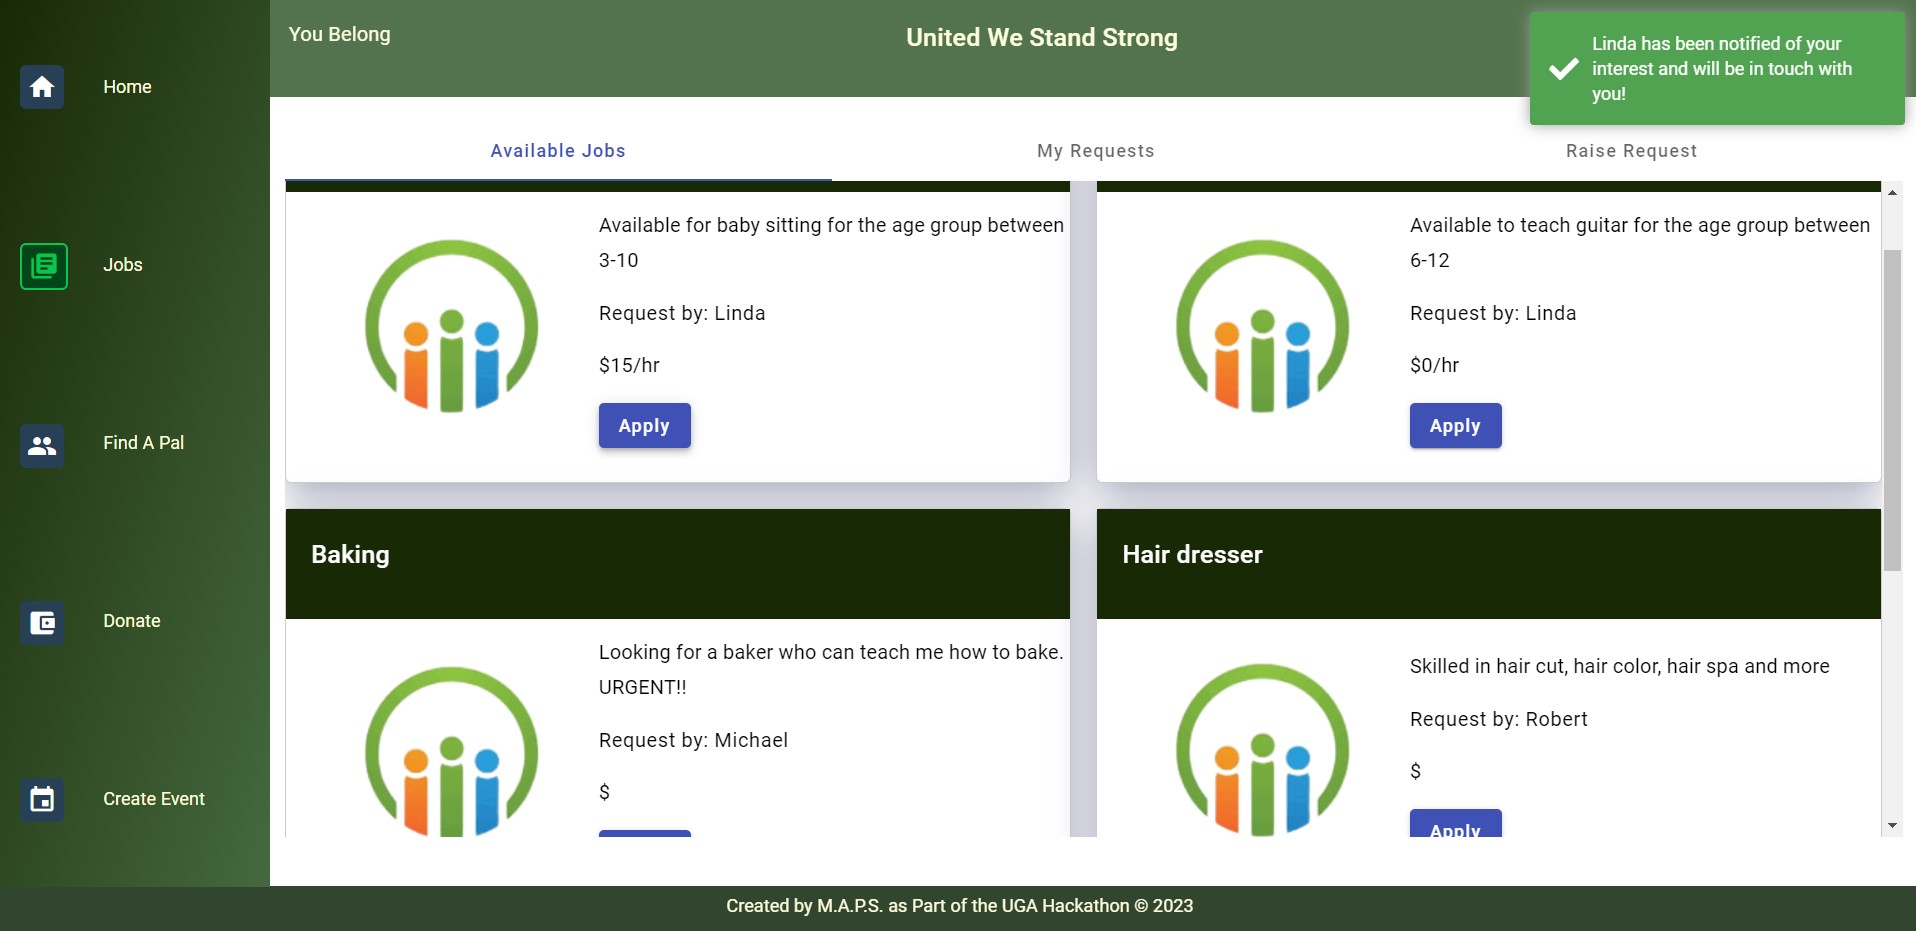 You Belong
United We Stand Strong
Linda has been notified of your
interest and will be in touch with
you!
Home
Jobs
Find A Pal
Donate
Create Event
Available Jobs
My Requests
Raise Request
Available for baby sitting for the age group between
3-10
Request by: Linda
$15/hr
Apply
Available to teach guitar for the age group between
6-12
Request by: Linda
$0/hr
Apply
Baking
Looking for a baker who can teach me how to bake.
URGENT!!
Request by: Michael
$
Hair dresser
Skilled in hair cut, hair color, hair spa and more
Request by: Robert
$
Apply
Created by M.A.P.S. as Part of the UGA Hackathon © 2023